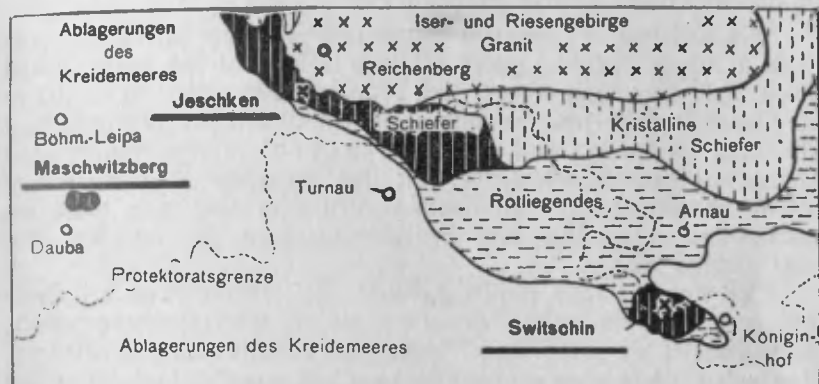 Ablagerungen
des
Kreidemeeres
Iser- und Riesengebirge
Granit
Reichenberg
Jeschken
Böhm.-Leipa
Schiefer
Kristalline
Schiefer
Maschwitzberg
Turnau
Rotliegendes
Arnau
Dauba
Protektoratsgrenze
Switschin
Königin-
hof
Ablagerungen des Kreidemeeres